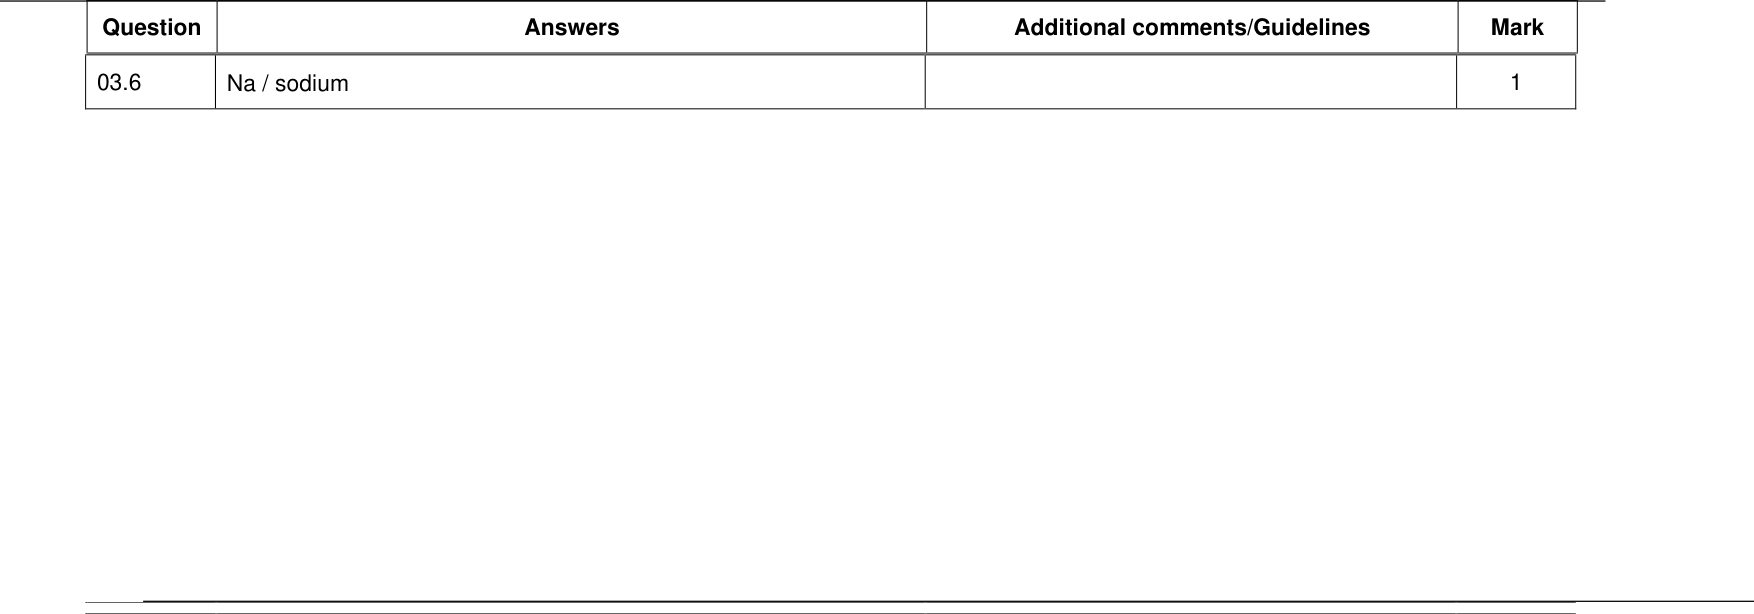 Question Answers Additional comments/Guidelines Mark
03.6 Na / sodium 1